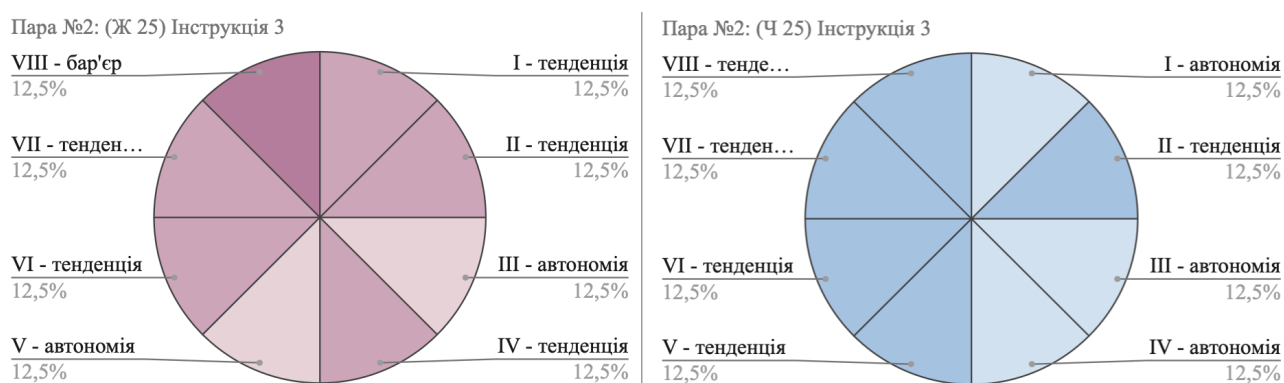 Пара №2: (Ж 25) Інструкція 3
VIII - бар'єр
12,5%
VII - тенден...
12,5%
VI - тенденція
12,5%
V - автономія
12,5%
I - тенденція
12,5%
II - тенденція
12,5%
III - автономія
12,5%
IV - тенденція
12,5%
Пара №2: (Ч 25) Інструкція 3
VIII - тенде...
12,5%
VII - тенден...
12,5%
VI - тенденція
12,5%
V - тенденція
12,5%
I - автономія
12,5%
II - тенденція
12,5%
III - автономія
12,5%
IV - автономія
12,5%